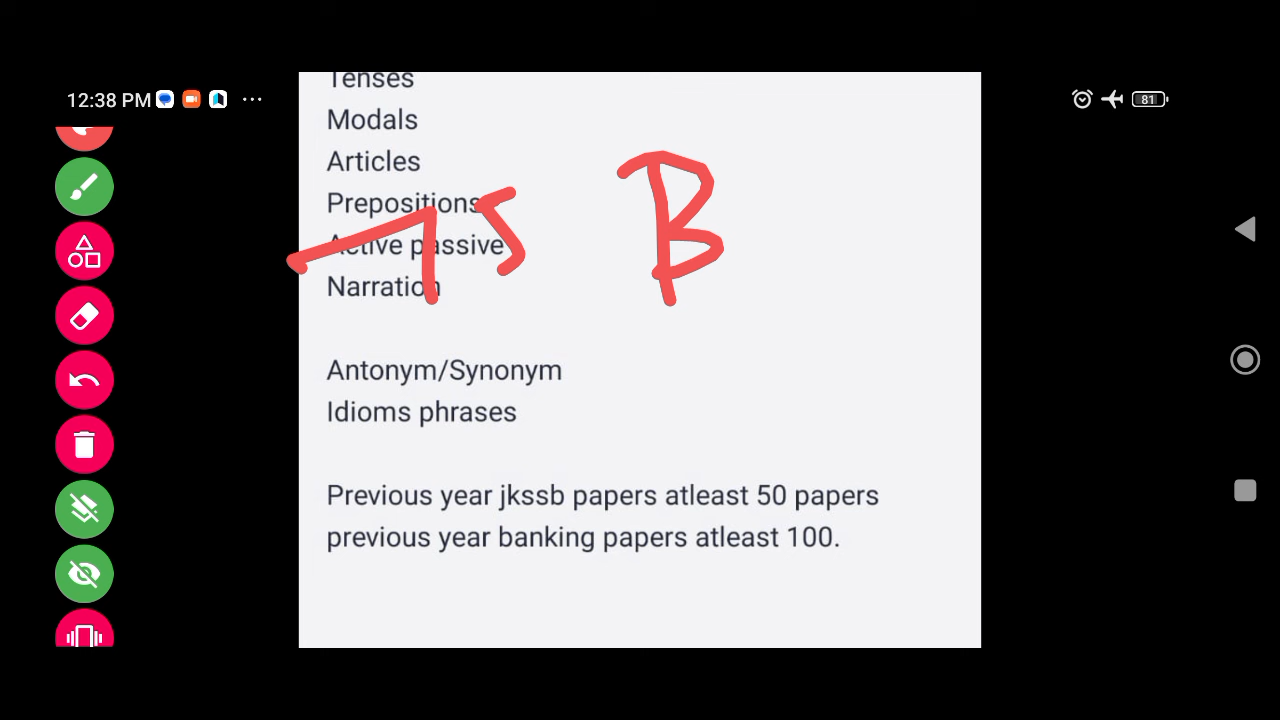 Tenses
12:38 PM ...
81
Modals
Articles
Prepositions
Active passive
Narration
B
Antonym/Synonym
Idioms phrases
Previous year jkssb papers atleast 50 papers
previous year banking papers atleast 100.